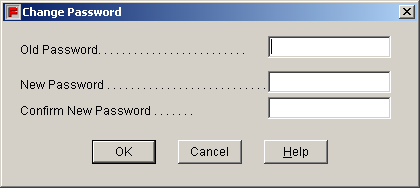 Change Password
Old Password. . . . . . . . . . . . . . . . . . . . . . . .
New Password . . . . . . . . . . . . . . . . . . . . . . . . . .
Confirm New Password . . . . . . .
OK Cancel Help